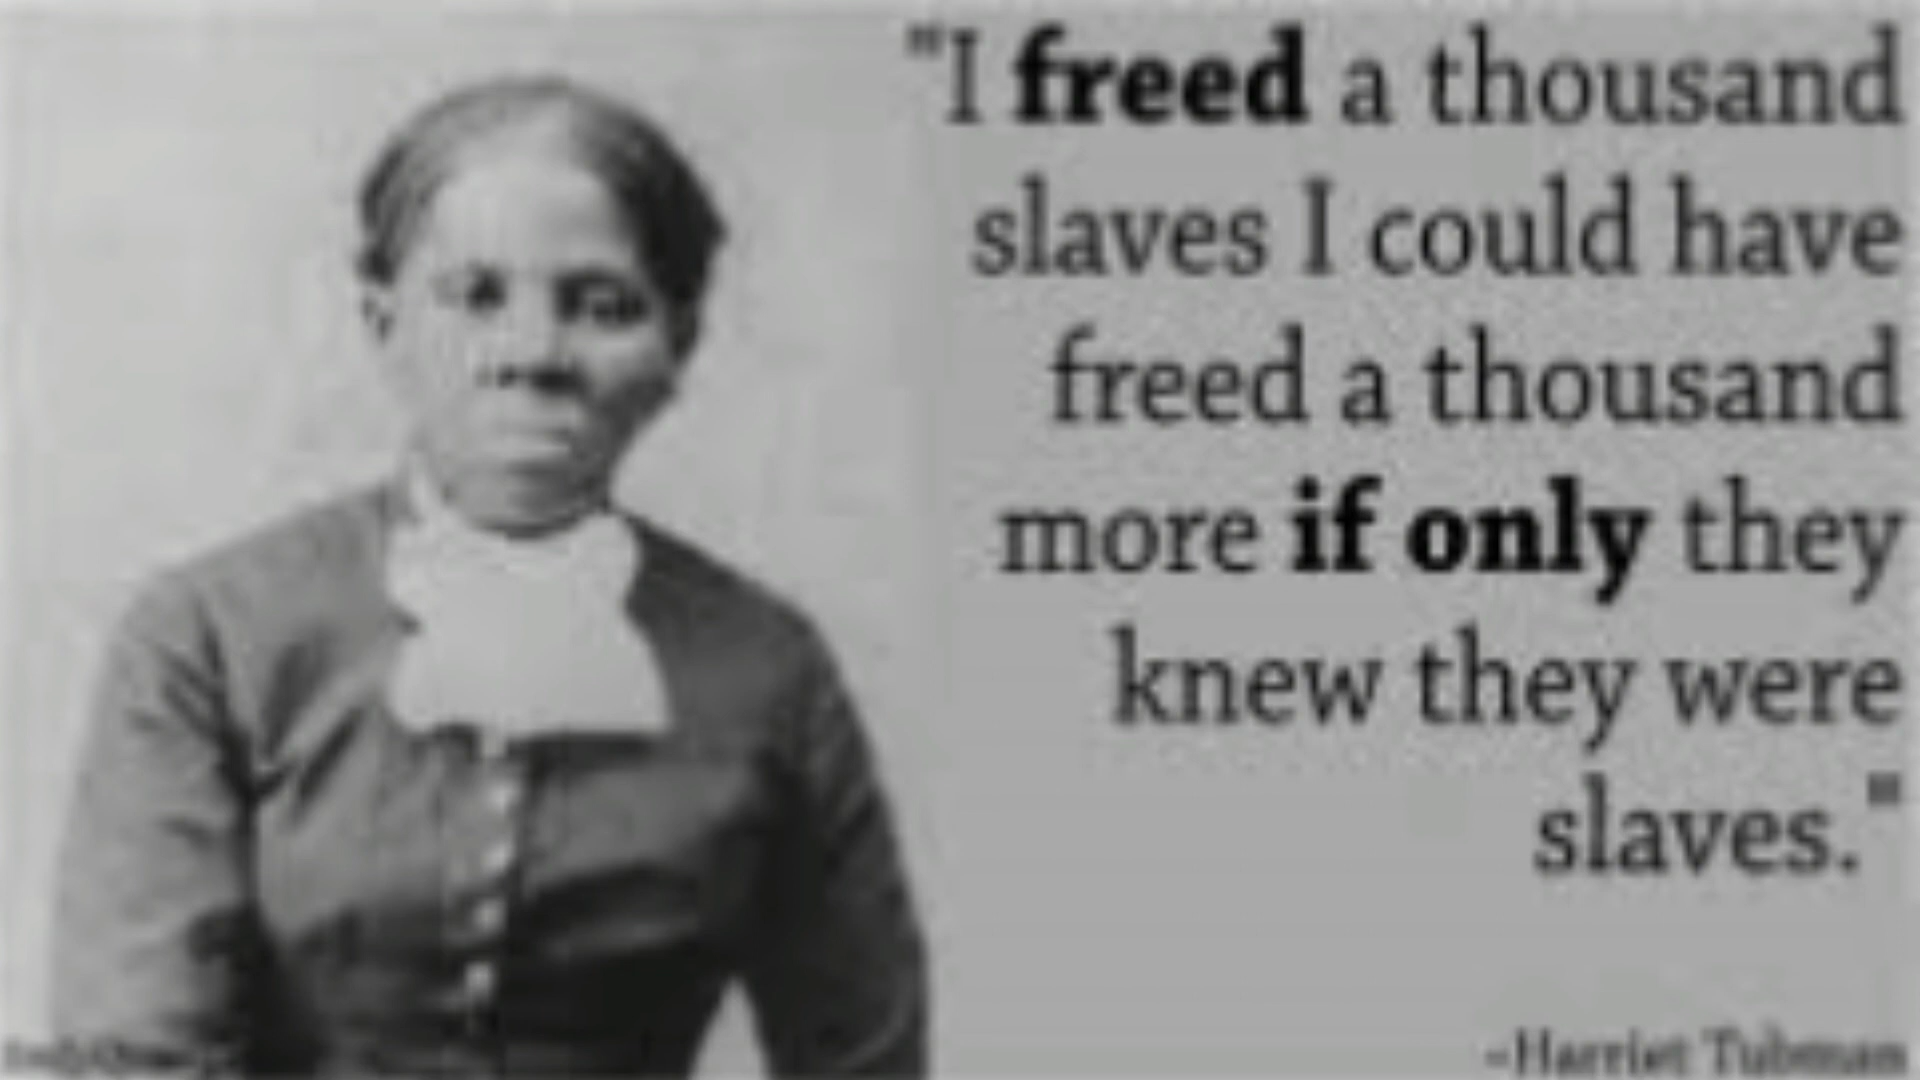 "I freed a thousand
slaves I could have
freed a thousand
more if only they
knew they were
slaves."
-Harriet Tubman